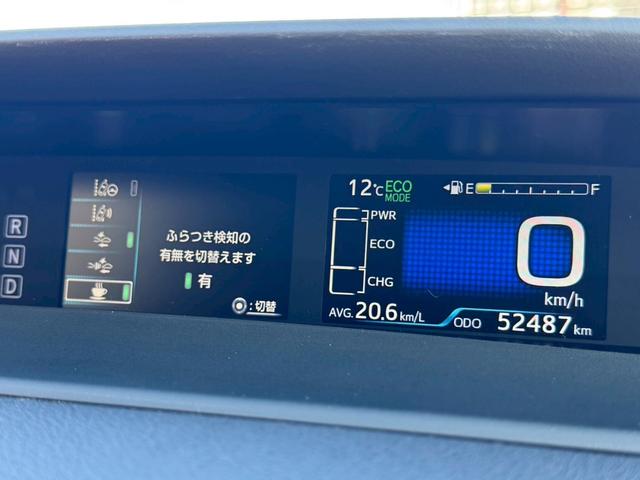 R
N
D
ふらつき検知の
有無を切替えます
有
:切替
12℃ ECO MODE
E F
PWR
ECO
CHG
0
km/h
AVG. 20.6 km/L
ODO 52487 km